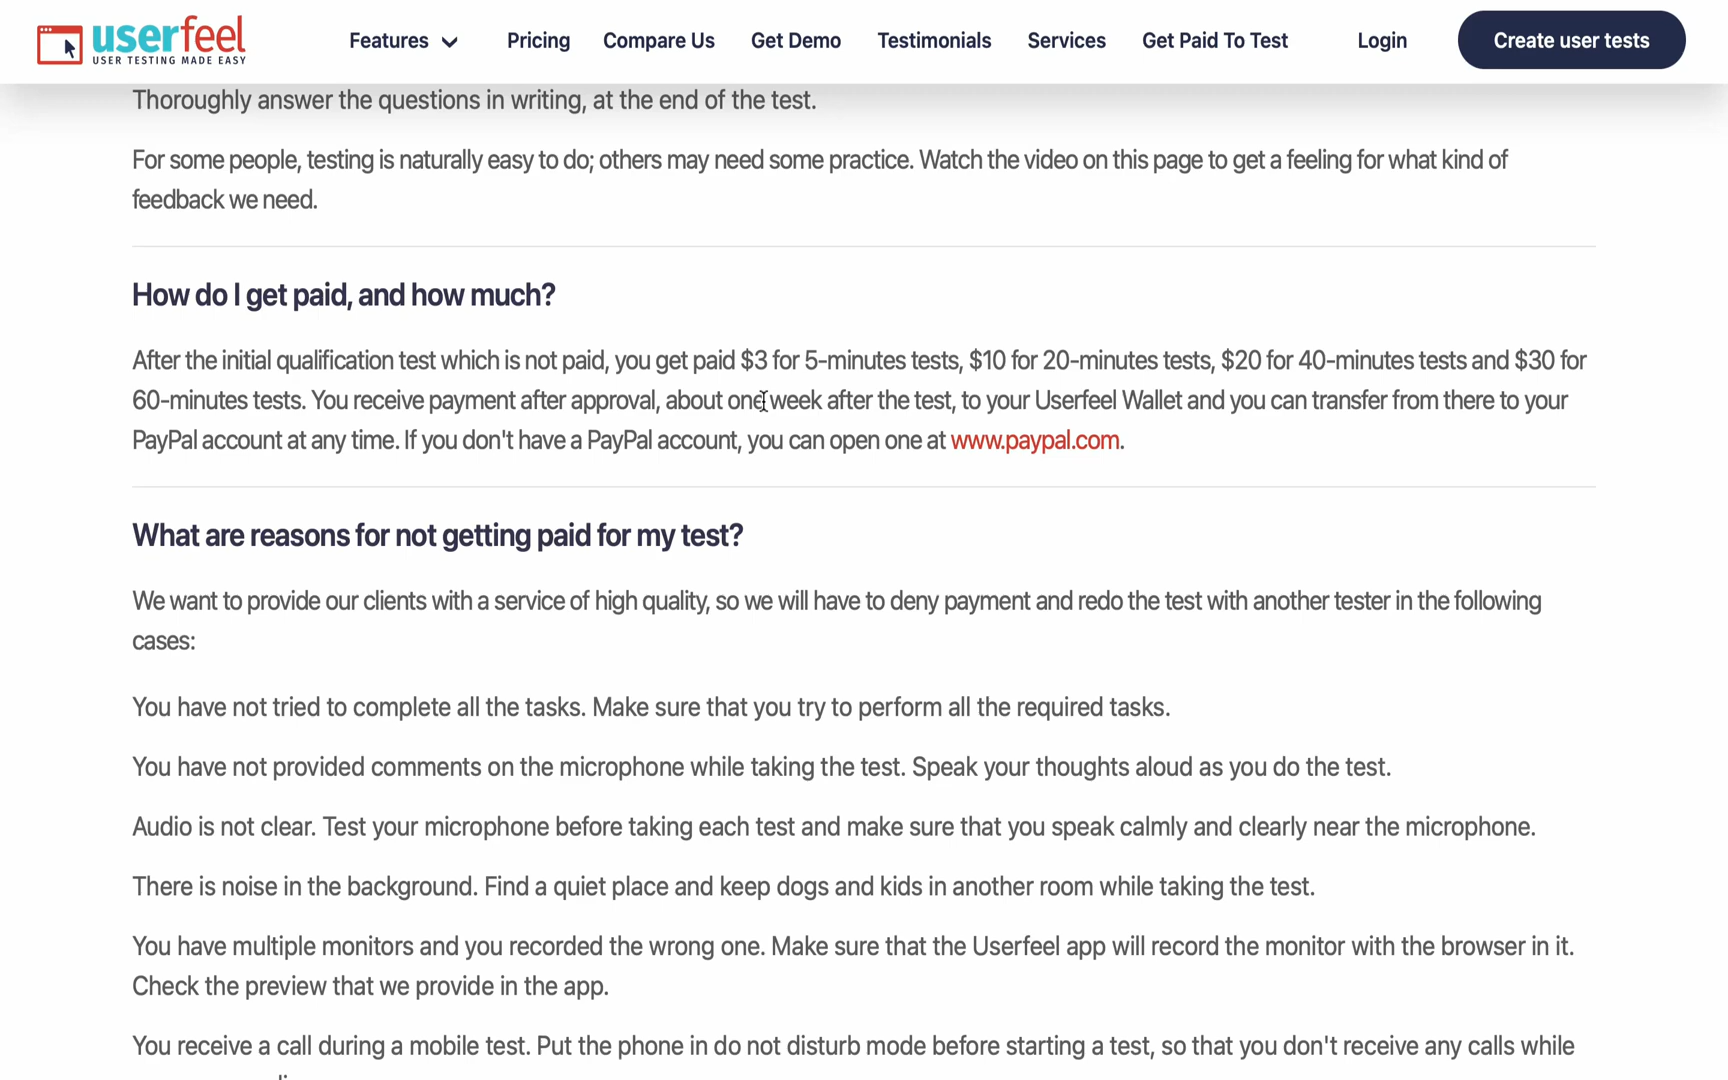 userfeel
USER TESTING MADE EASY
Features
Pricing
Compare Us
Get Demo
Testimonials
Services
Get Paid To Test
Login
Create user tests
Thoroughly answer the questions in writing, at the end of the test.
For some people, testing is naturally easy to do; others may need some practice. Watch the video on this page to get a feeling for what kind of
feedback we need.
How do I get paid, and how much?
After the initial qualification test which is not paid, you get paid $3 for 5-minutes tests, $10 for 20-minutes tests, $20 for 40-minutes tests and $30 for
60-minutes tests. You receive payment after approval, about one week after the test, to your Userfeel Wallet and you can transfer from there to your
PayPal account at any time. If you don't have a PayPal account, you can open one at www.paypal.com.
What are reasons for not getting paid for my test?
We want to provide our clients with a service of high quality, so we will have to deny payment and redo the test with another tester in the following
cases:
You have not tried to complete all the tasks. Make sure that you try to perform all the required tasks.
You have not provided comments on the microphone while taking the test. Speak your thoughts aloud as you do the test.
Audio is not clear. Test your microphone before taking each test and make sure that you speak calmly and clearly near the microphone.
There is noise in the background. Find a quiet place and keep dogs and kids in another room while taking the test.
You have multiple monitors and you recorded the wrong one. Make sure that the Userfeel app will record the monitor with the browser in it.
Check the preview that we provide in the app.
You receive a call during a mobile test. Put the phone in do not disturb mode before starting a test, so that you don't receive any calls while